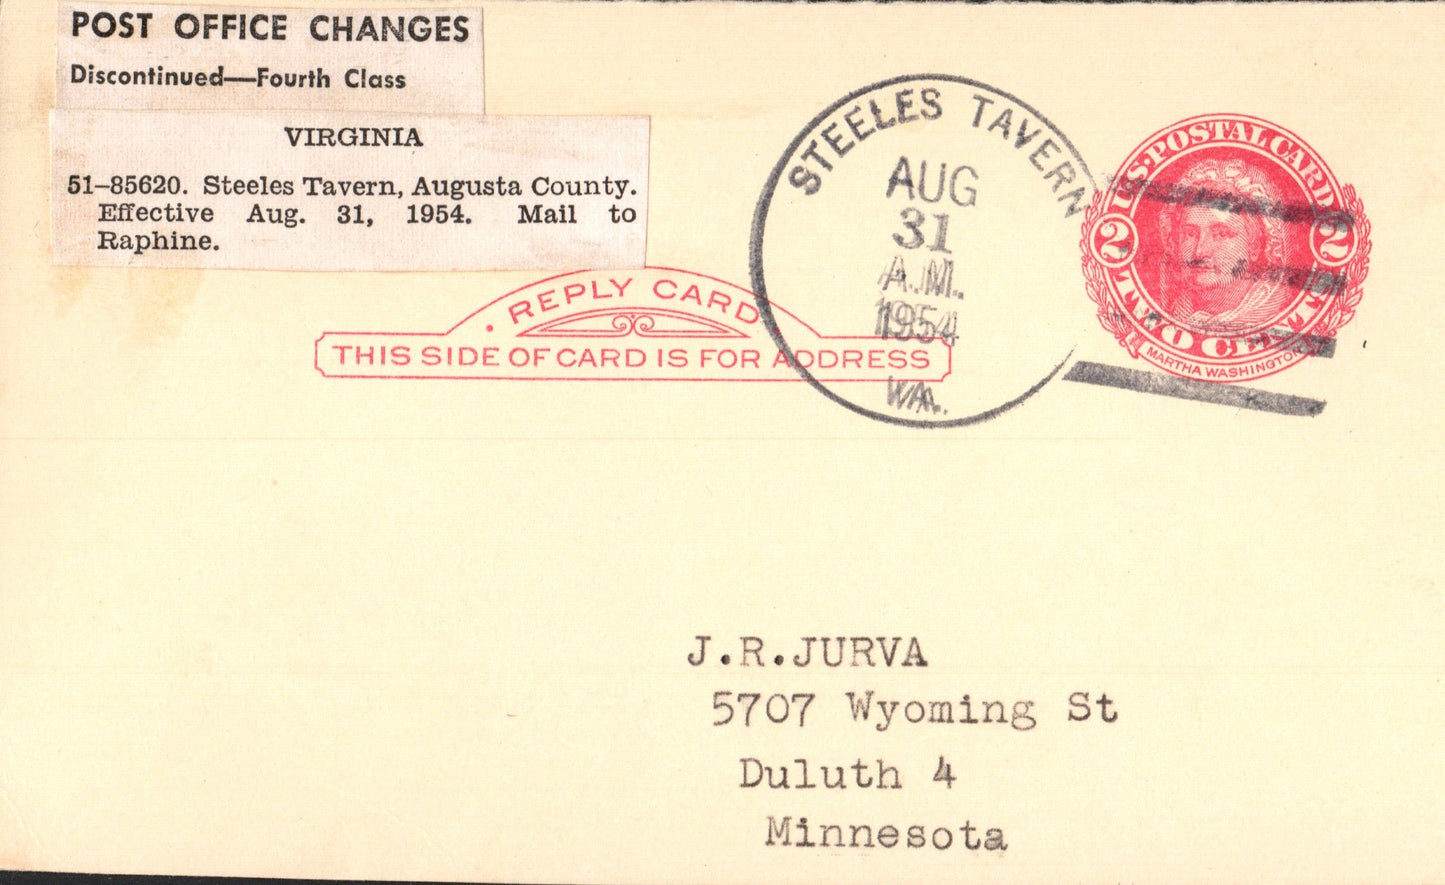 POST OFFICE CHANGES
Discontinued—Fourth Class
VIRGINIA
51–85620. Steeles Tavern, Augusta County.
Effective Aug. 31, 1954. Mail to
Raphine.
STEELES TAVERN
AUG
31
A.M.
1954
VA.
U.S. POSTAL CARD
2 2
TWO CENTS
MARTHA WASHINGTON
REPLY CARD
THIS SIDE OF CARD IS FOR ADDRESS
J.R.JURVA
5707 Wyoming St
Duluth 4
Minnesota